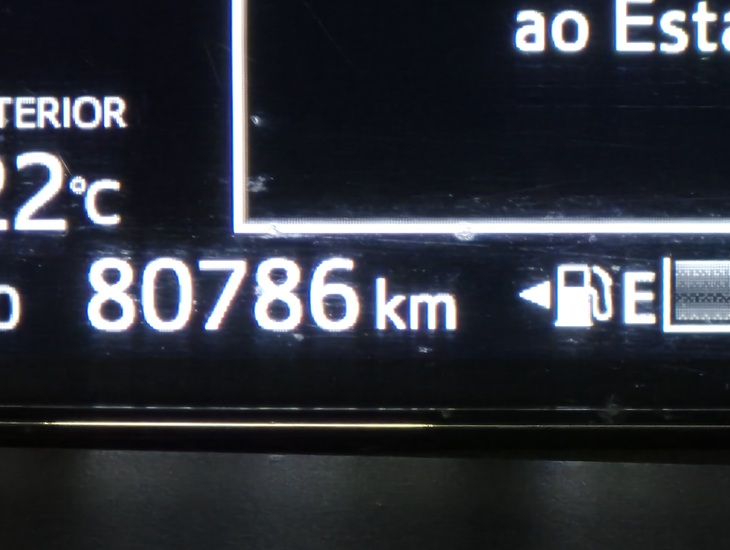 ao Esta
TERIOR
22°C
80786 km
E